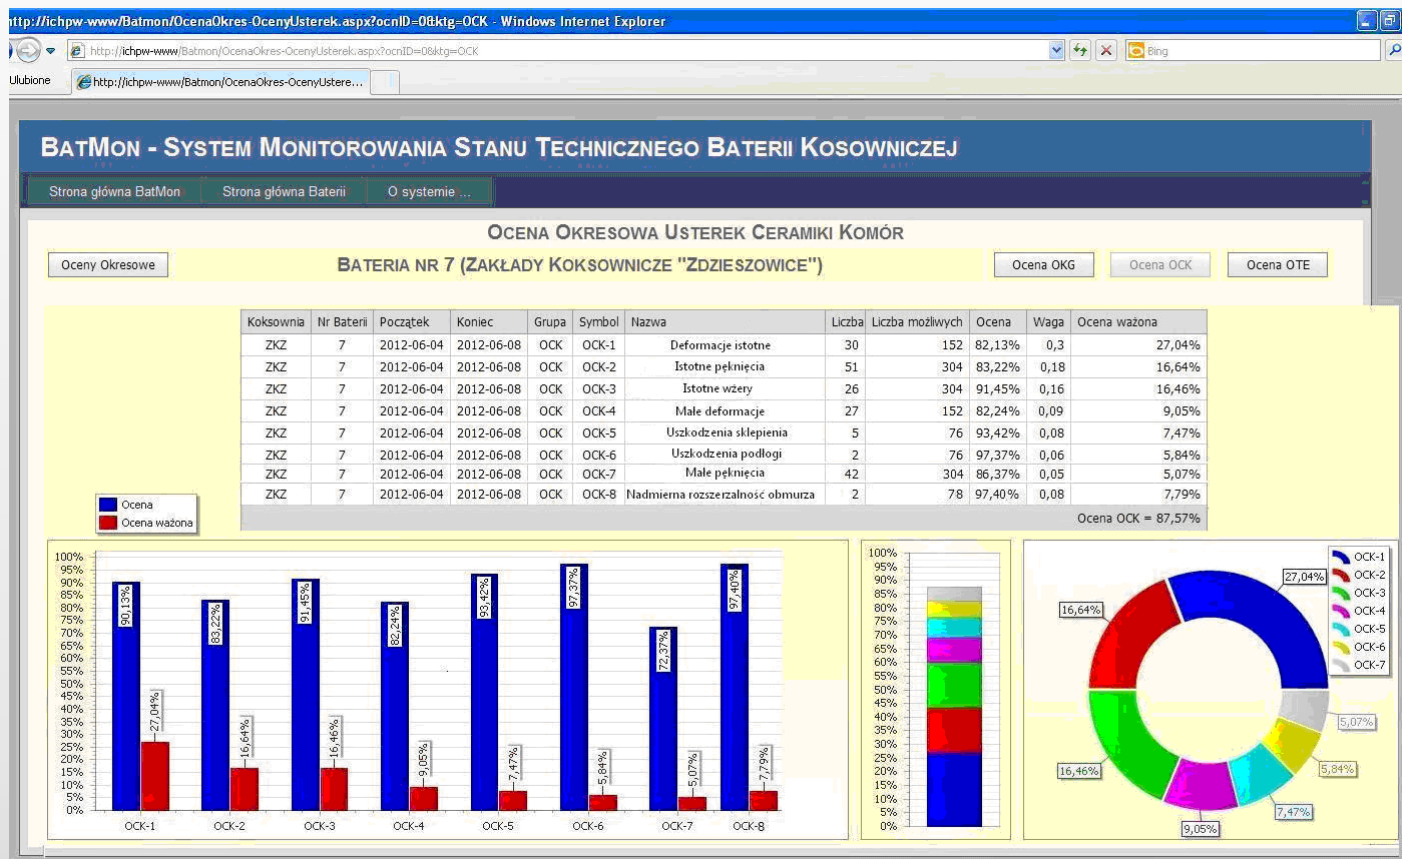 http://ichpw-www/Batmon/OcenaOkres-OcenyUsterek.aspx?ocnID=0&ktg=OCK - Windows Internet Explorer
http://ichpw-www/Batmon/OcenaOkres-OcenyUsterek.aspx?ocnID=0&ktg=OCK Bing
Ulubione http://ichpw-www/Batmon/OcenaOkres-OcenyUstere...
BATMON - SYSTEM MONITOROWANIA STANU TECHNICZNEGO BATERII KOSOWNICZEJ
Strona główna BatMon Strona główna Baterii O systemie ...
OCENA OKRESOWA USTEREK CERAMIKI KOMÓR
Oceny Okresowe BATERIA NR 7 (ZAKŁADY KOKSOWNICZE "ZDZIESZOWICE") Ocena OKG Ocena OCK Ocena OTE
Koksownia Nr Baterii Początek Koniec Grupa Symbol Nazwa Liczba Liczba możliwych Ocena Waga Ocena ważona
ZKZ 7 2012-06-04 2012-06-08 OCK OCK-1 Deformacje istotne 30 152 82,13% 0,3 27,04%
ZKZ 7 2012-06-04 2012-06-08 OCK OCK-2 Istotne pęknięcia 51 304 83,22% 0,18 16,64%
ZKZ 7 2012-06-04 2012-06-08 OCK OCK-3 Istotne wżery 26 304 91,45% 0,16 16,46%
ZKZ 7 2012-06-04 2012-06-08 OCK OCK-4 Małe deformacje 27 152 82,24% 0,09 9,05%
ZKZ 7 2012-06-04 2012-06-08 OCK OCK-5 Uszkodzenia sklepienia 5 76 93,42% 0,08 7,47%
ZKZ 7 2012-06-04 2012-06-08 OCK OCK-6 Uszkodzenia podłogi 2 76 97,37% 0,06 5,84%
ZKZ 7 2012-06-04 2012-06-08 OCK OCK-7 Małe pęknięcia 42 304 86,37% 0,05 5,07%
ZKZ 7 2012-06-04 2012-06-08 OCK OCK-8 Nadmierna rozszerzalność obmurza 2 78 97,40% 0,08 7,79%
Ocena OCK = 87,57%
Ocena
Ocena ważona
100%
95%
90%
85%
80%
75%
70%
65%
60%
55%
50%
45%
40%
35%
30%
25%
20%
15%
10%
5%
0%
90,13% 27,04% 83,22% 16,64% 91,45% 16,46% 82,24% 9,05% 93,42% 7,47% 97,37% 5,84% 72,37% 5,07% 97,40% 7,79%
OCK-1 OCK-2 OCK-3 OCK-4 OCK-5 OCK-6 OCK-7 OCK-8
100%
95%
90%
85%
80%
75%
70%
65%
60%
55%
50%
45%
40%
35%
30%
25%
20%
15%
10%
5%
0%
OCK-1
OCK-2
OCK-3
OCK-4
OCK-5
OCK-6
OCK-7
27,04%
16,64%
16,46%
9,05%
7,47%
5,84%
5,07%